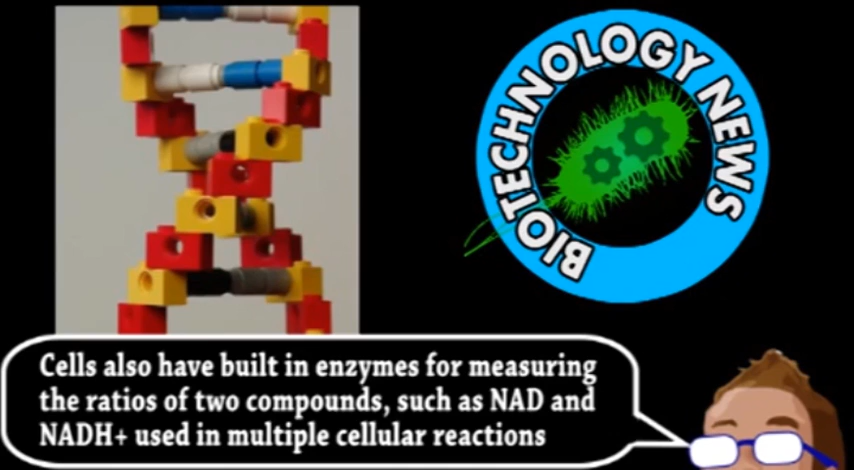 BIOTECHNOLOGY NEWS
Cells also have built in enzymes for measuring
the ratios of two compounds, such as NAD and
NADH+ used in multiple cellular reactions